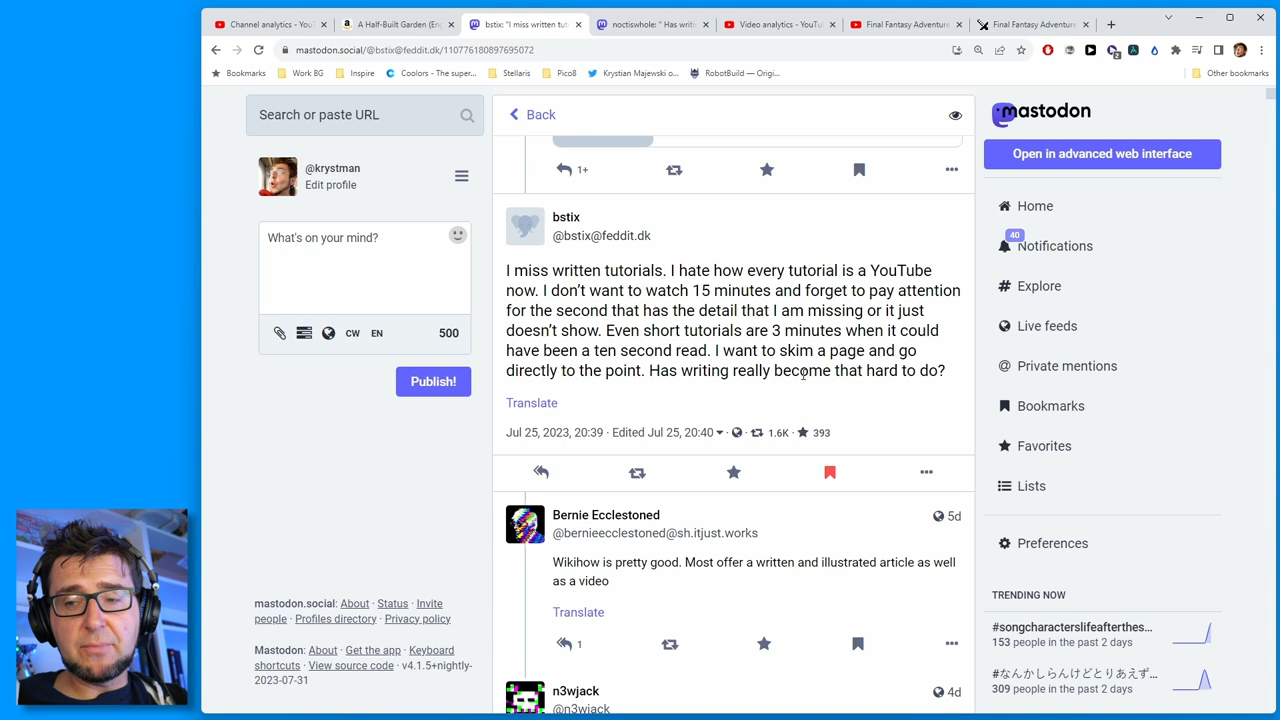 Channel analytics - YouT
A Half-Built Garden (Eng
bstix: "I miss written tuto
noctiswhole: " Has writi
Video analytics - YouTu
Final Fantasy Adventure
Final Fantasy Adventure
mastodon.social/@bstix@feddit.dk/110776180897695072
Bookmarks
Work BG
Inspire
Coolors - The super...
Stellaris
Pico8
Krystian Majewski o...
RobotBuild — Origi...
Other bookmarks
Search or paste URL
@krystman
Edit profile
What's on your mind?
CW
EN
500
Publish!
mastodon.social: About · Status · Invite
people · Profiles directory · Privacy policy
Mastodon: About · Get the app · Keyboard
shortcuts · View source code · v4.1.5+nightly-
2023-07-31
Back
1+
bstix
@bstix@feddit.dk
I miss written tutorials. I hate how every tutorial is a YouTube
now. I don't want to watch 15 minutes and forget to pay attention
for the second that has the detail that I am missing or it just
doesn't show. Even short tutorials are 3 minutes when it could
have been a ten second read. I want to skim a page and go
directly to the point. Has writing really become that hard to do?
Translate
Jul 25, 2023, 20:39 · Edited Jul 25, 20:40 · 1.6K · 393
Bernie Ecclestoned
5d
@bernieecclestoned@sh.itjust.works
Wikihow is pretty good. Most offer a written and illustrated article as well
as a video
Translate
1
n3wjack
4d
@n3wjack
mastodon
Open in advanced web interface
Home
40
Notifications
Explore
Live feeds
Private mentions
Bookmarks
Favorites
Lists
Preferences
TRENDING NOW
#songcharacterslifeafterthes...
153 people in the past 2 days
#なんかしらんけどとりあえず...
309 people in the past 2 days